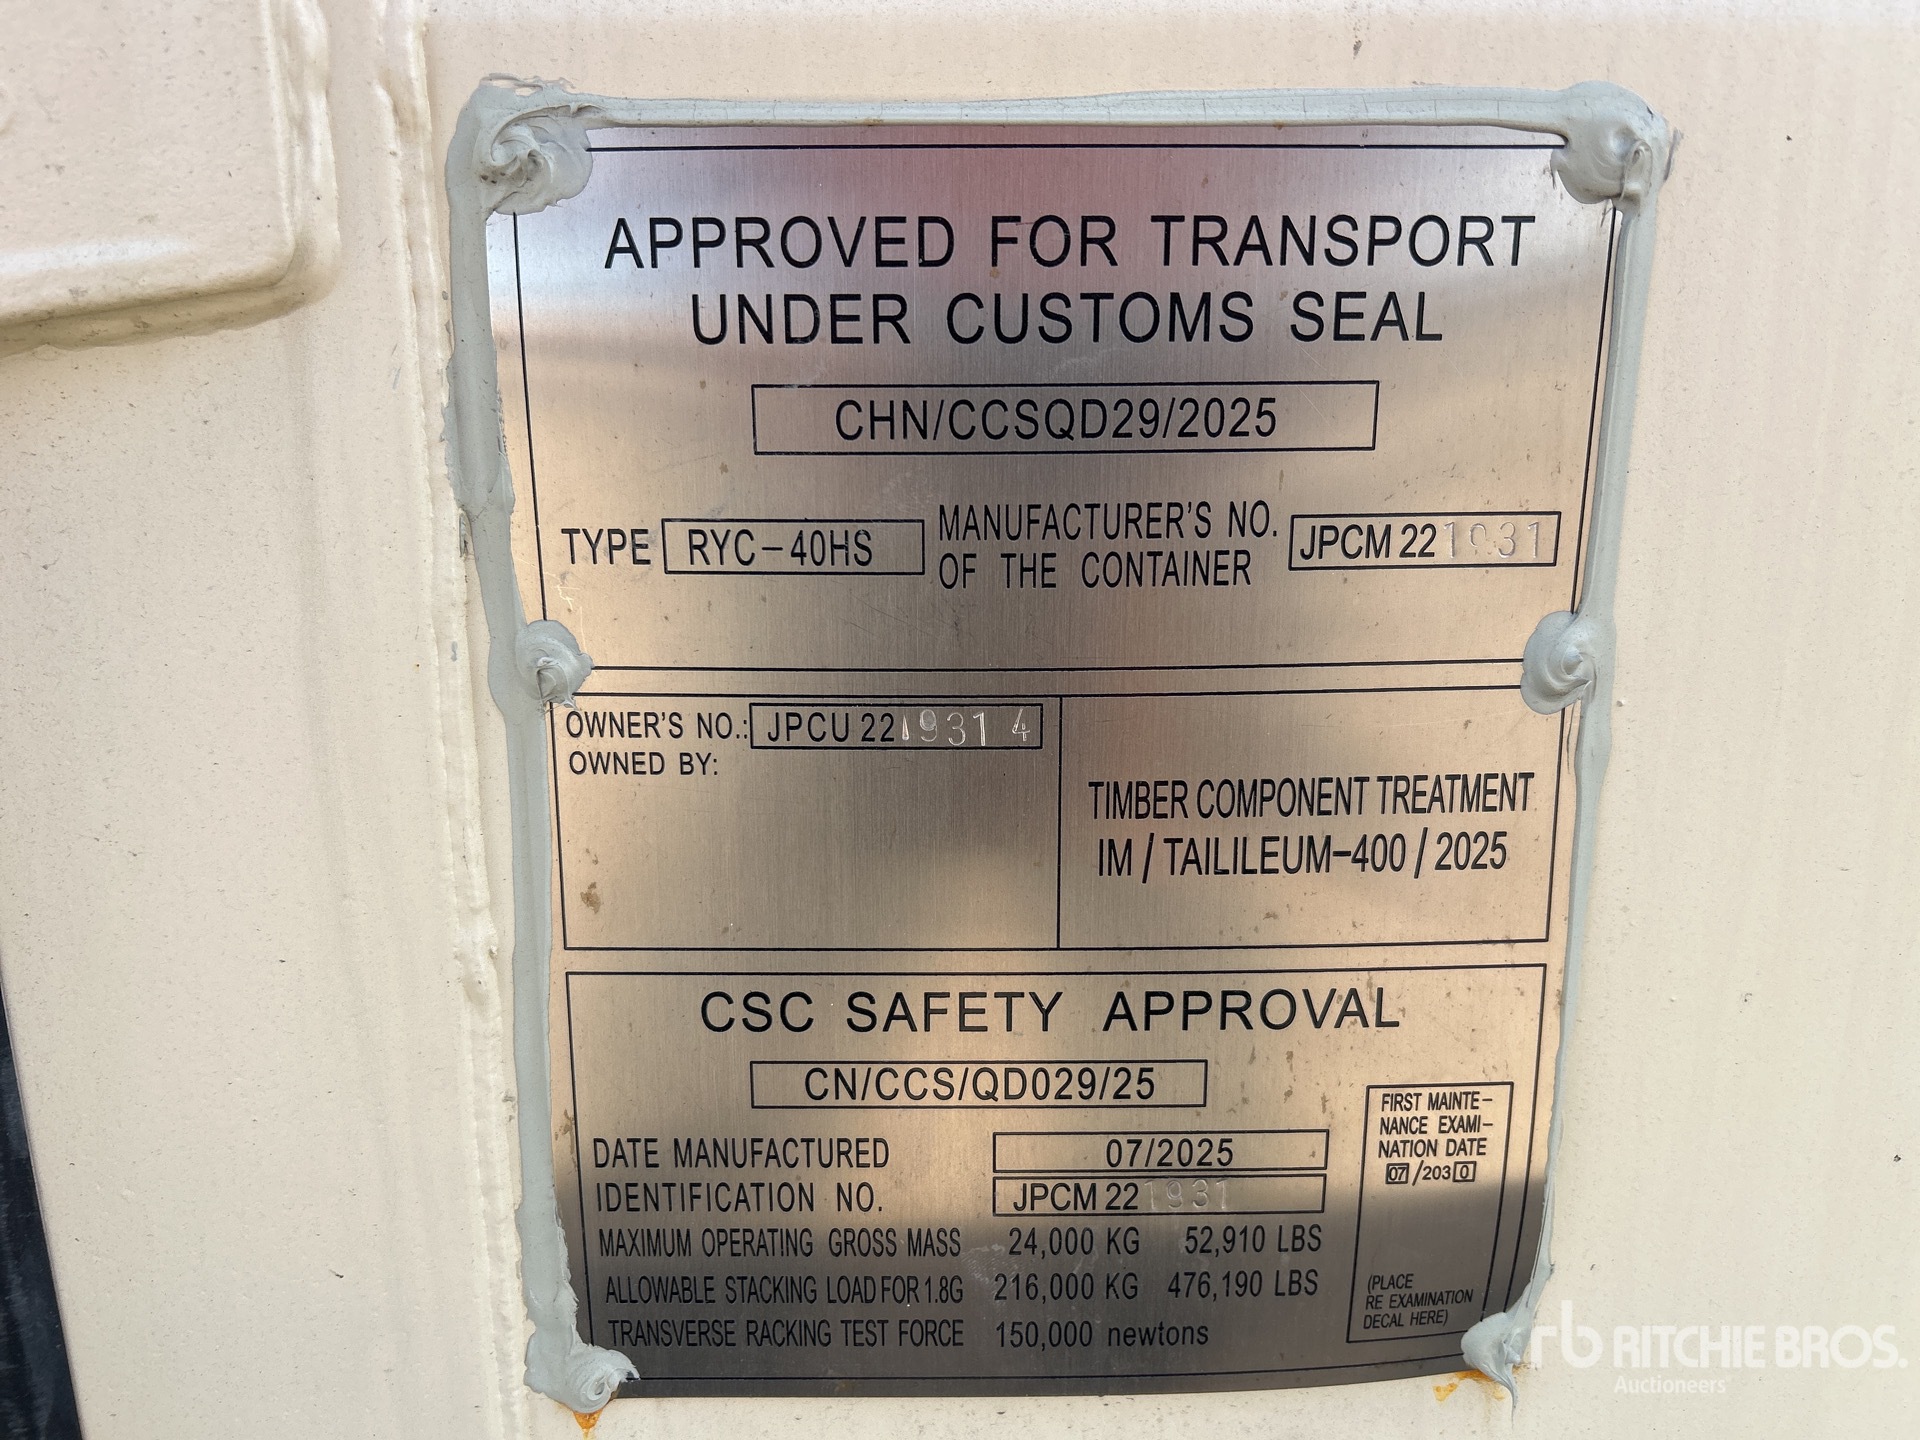 APPROVED FOR TRANSPORT
UNDER CUSTOMS SEAL
CHN/CCSQD29/2025
TYPE RYC-40HS MANUFACTURER'S NO. OF THE CONTAINER JPCM 221931
OWNER'S NO.: JPCU 221931 4
OWNED BY:
TIMBER COMPONENT TREATMENT
IM / TAILILEUM-400 / 2025
CSC SAFETY APPROVAL
CN/CCS/QD029/25
DATE MANUFACTURED 07/2025
IDENTIFICATION NO. JPCM 221931
MAXIMUM OPERATING GROSS MASS 24,000 KG 52,910 LBS
ALLOWABLE STACKING LOAD FOR 1.8G 216,000 KG 476,190 LBS
TRANSVERSE RACKING TEST FORCE 150,000 newtons
FIRST MAINTE-
NANCE EXAMI-
NATION DATE
07/2030
(PLACE
RE EXAMINATION
DECAL HERE)
rb RITCHIE BROS.
Auctioneers